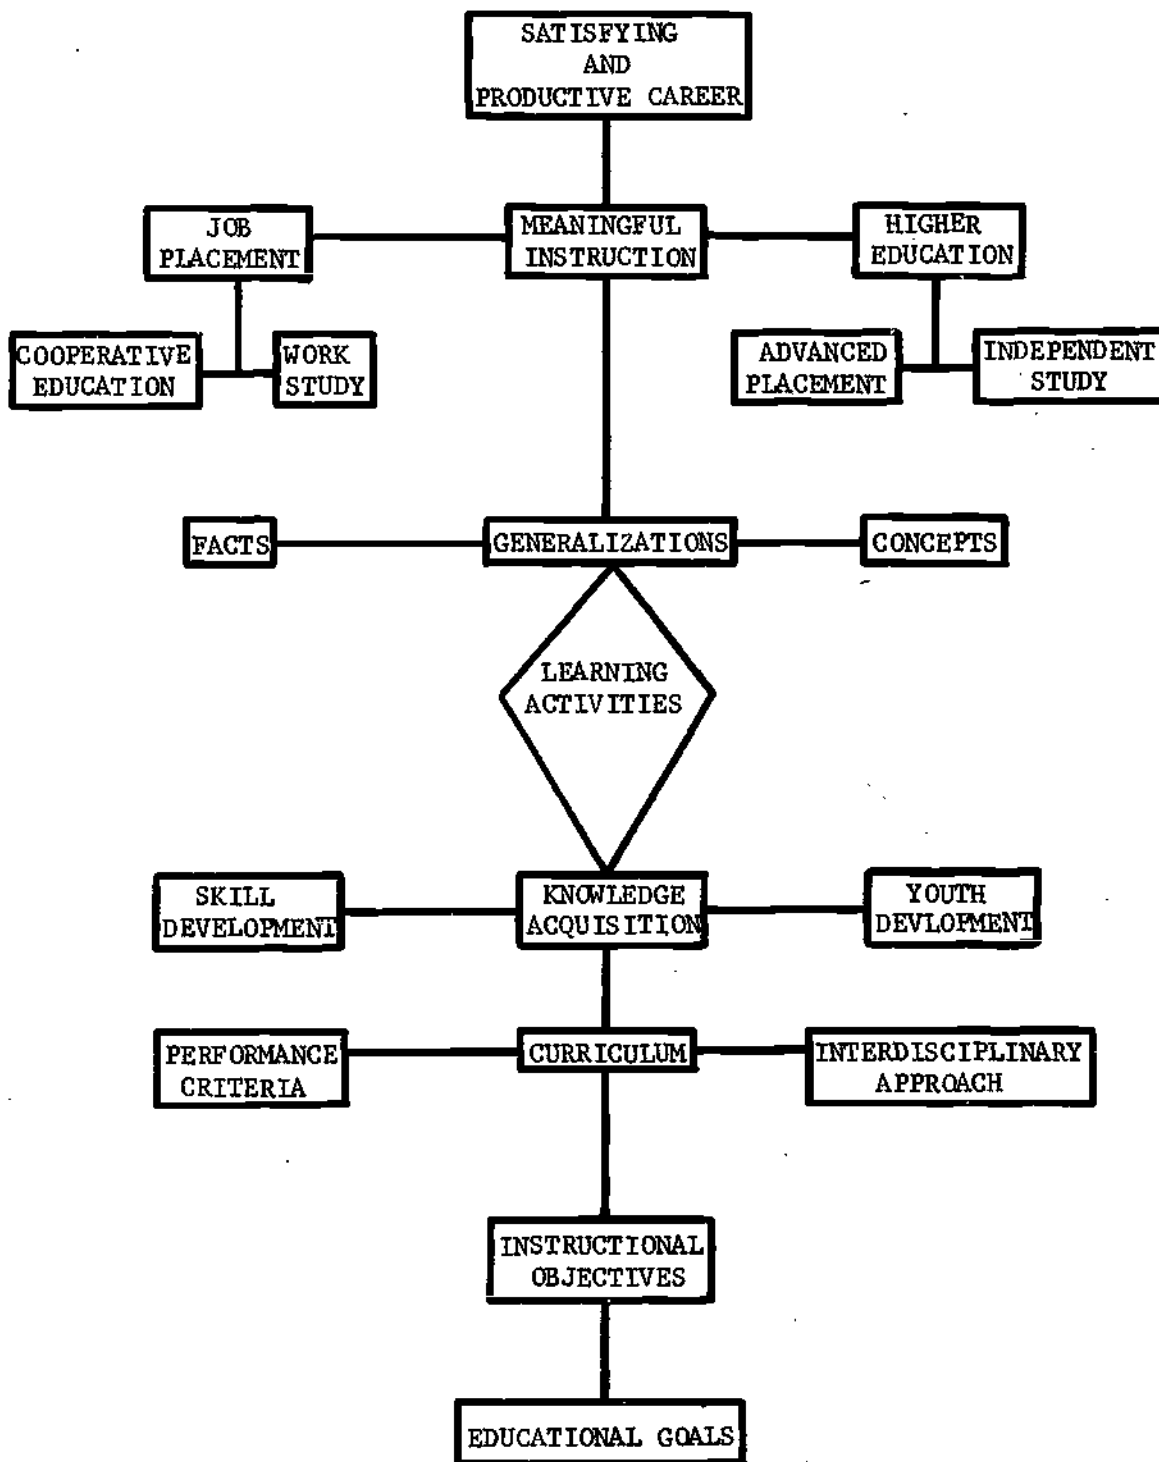 SATISFYING
AND
PRODUCTIVE CAREER
JOB
PLACEMENT
MEANINGFUL
INSTRUCTION
HIGHER
EDUCATION
COOPERATIVE
EDUCATION
WORK
STUDY
ADVANCED
PLACEMENT
INDEPENDENT
STUDY
FACTS
GENERALIZATIONS
CONCEPTS
LEARNING
ACTIVITIES
SKILL
DEVELOPMENT
KNOWLEDGE
ACQUISITION
YOUTH
DEVLOPMENT
PERFORMANCE
CRITERIA
CURRICULUM
INTERDISCIPLINARY
APPROACH
INSTRUCTIONAL
OBJECTIVES
EDUCATIONAL GOALS